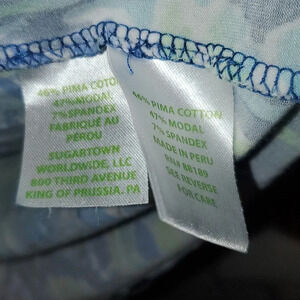 46% PIMA COTTON
47% MODAL
7% SPANDEX
FABRIQUÉ AU
PÉROU
SUGARTOWN
WORLDWIDE, LLC
800 THIRD AVENUE
KING OF PRUSSIA, PA
46% PIMA COTTON
47% MODAL
7% SPANDEX
MADE IN PERU
RN# 88189
SEE REVERSE
FOR CARE